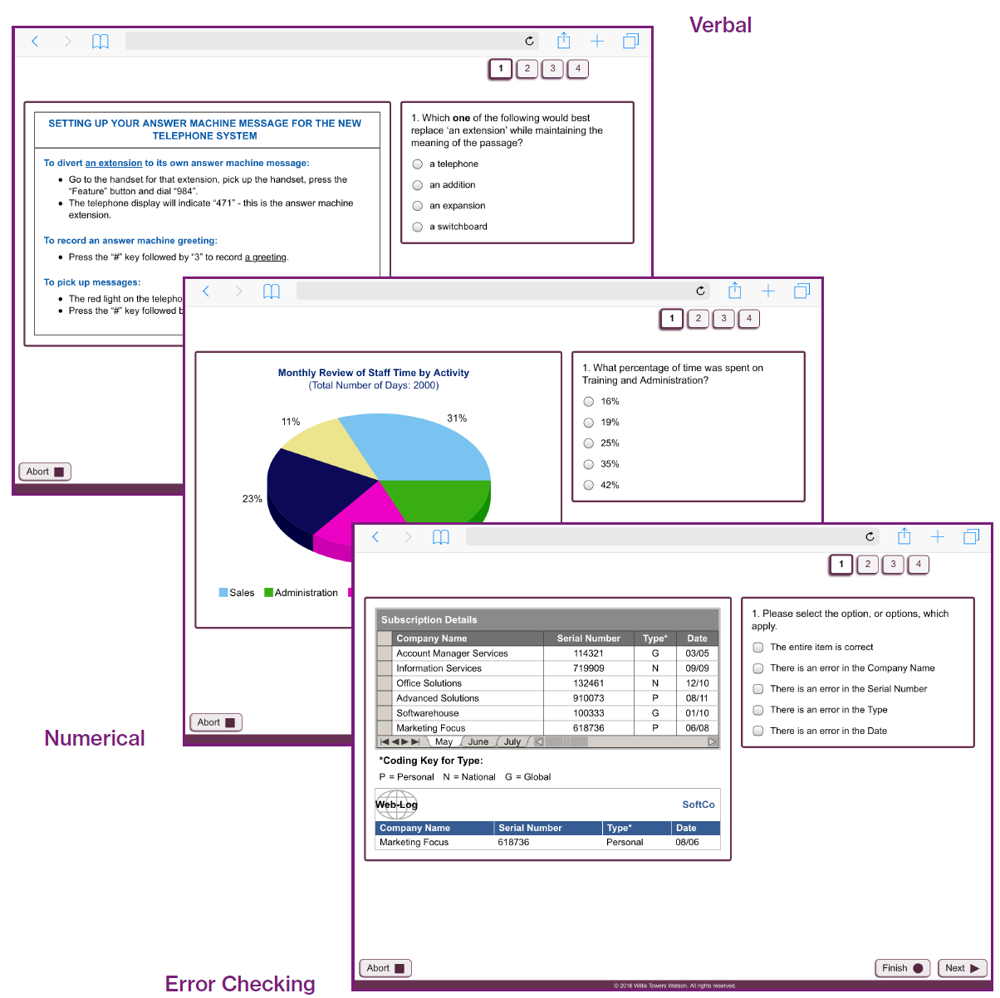 Verbal
1 2 3 4
SETTING UP YOUR ANSWER MACHINE MESSAGE FOR THE NEW
TELEPHONE SYSTEM
To divert an extension to its own answer machine message:
• Go to the handset for that extension, pick up the handset, press the
“Feature” button and dial “984”.
• The telephone display will indicate “471” - this is the answer machine
extension.
To record an answer machine greeting:
• Press the “#” key followed by “3” to record a greeting.
To pick up messages:
• The red light on the telepho
• Press the “#” key followed b
1. Which one of the following would best
replace ‘an extension’ while maintaining the
meaning of the passage?
a telephone
an addition
an expansion
a switchboard
Abort
Numerical
1 2 3 4
Monthly Review of Staff Time by Activity
(Total Number of Days: 2000)
11%
31%
23%
Sales Administration
1. What percentage of time was spent on
Training and Administration?
16%
19%
25%
35%
42%
Abort
Error Checking
1 2 3 4
Subscription Details
Company Name Serial Number Type* Date
Account Manager Services 114321 G 03/05
Information Services 719909 N 09/09
Office Solutions 132461 N 12/10
Advanced Solutions 910073 P 08/11
Softwarehouse 100333 G 01/10
Marketing Focus 618736 P 06/08
May June July
*Coding Key for Type:
P = Personal N = National G = Global
Web-Log SoftCo
Company Name Serial Number Type* Date
Marketing Focus 618736 Personal 08/06
1. Please select the option, or options, which
apply.
The entire item is correct
There is an error in the Company Name
There is an error in the Serial Number
There is an error in the Type
There is an error in the Date
Abort Finish Next
© 2016 Willis Towers Watson. All rights reserved.